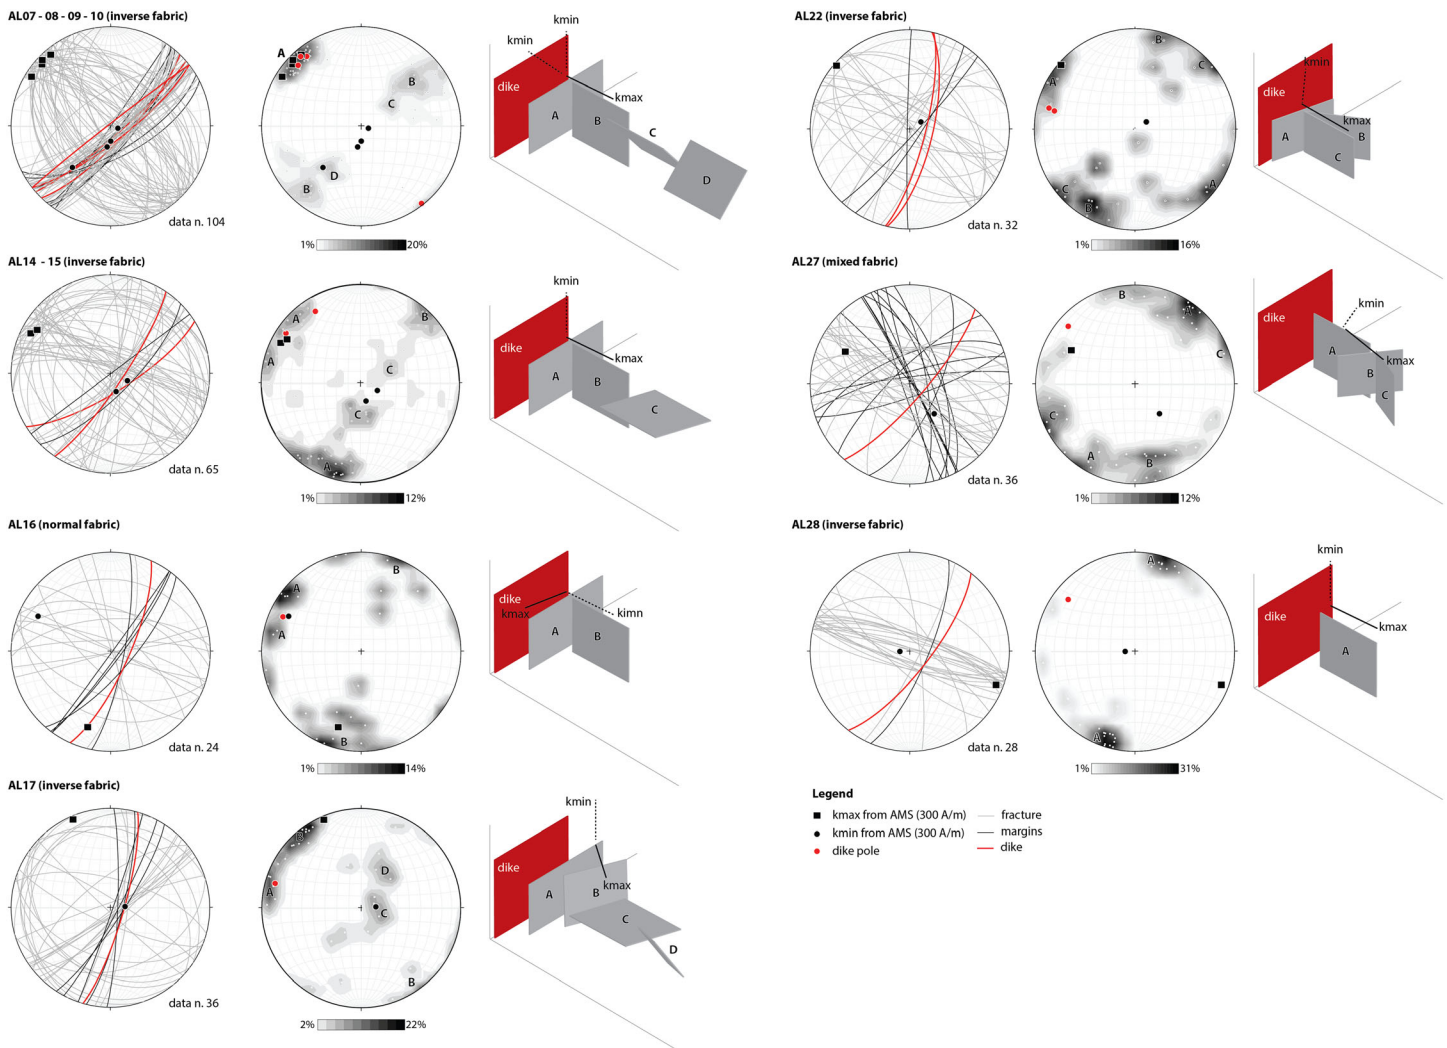 AL07 - 08 - 09 - 10 (inverse fabric)
data n. 104
A
B
C
D
B
1%
20%
kmin
kmin
dike
kmax
A
B
C
D
AL14 - 15 (inverse fabric)
data n. 65
A
B
A
C
C
A
1%
12%
kmin
dike
kmax
A
B
C
AL16 (normal fabric)
data n. 24
B
A
A
B
1%
14%
dike
kmax
kimn
A
B
AL17 (inverse fabric)
data n. 36
B
A
D
C
B
2%
22%
kmin
dike
kmax
A
B
C
D
AL22 (inverse fabric)
data n. 32
B
C
A
A
C
B
1%
16%
kmin
dike
kmax
A
B
C
AL27 (mixed fabric)
data n. 36
B
A
C
C
A
B
1%
12%
kmin
dike
kmax
A
B
C
AL28 (inverse fabric)
data n. 28
A
A
1%
31%
kmin
dike
kmax
A
Legend
kmax from AMS (300 A/m)
fracture
kmin from AMS (300 A/m)
margins
dike pole
dike